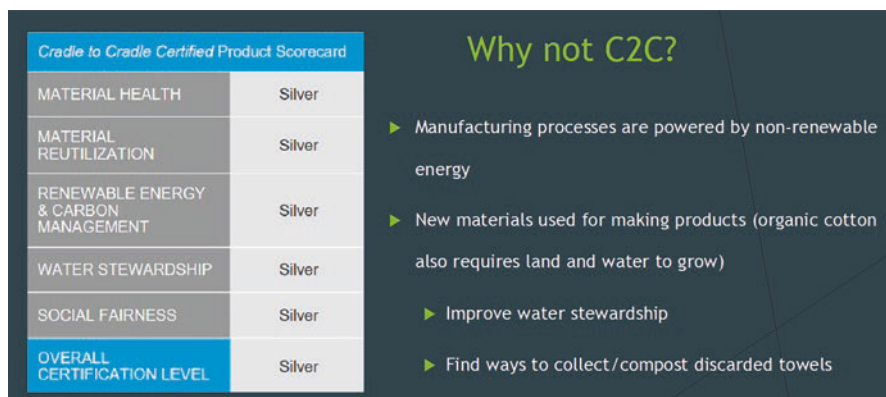 Cradle to Cradle Certified Product Scorecard
MATERIAL HEALTH
Silver
MATERIAL
REUTILIZATION
Silver
RENEWABLE ENERGY
& CARBON
MANAGEMENT
Silver
WATER STEWARDSHIP
Silver
SOCIAL FAIRNESS
Silver
OVERALL
CERTIFICATION LEVEL
Silver
Why not C2C?
Manufacturing processes are powered by non-renewable
energy
New materials used for making products (organic cotton
also requires land and water to grow)
Improve water stewardship
Find ways to collect/compost discarded towels